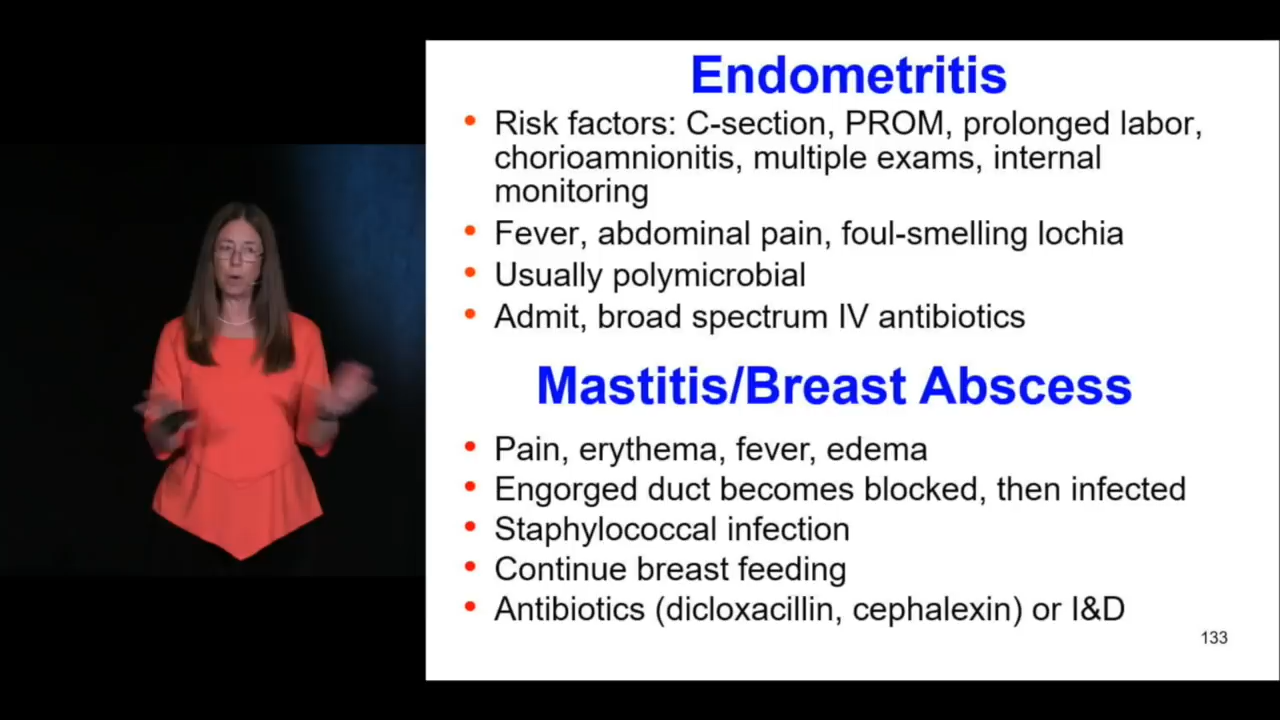 Endometritis
• Risk factors: C-section, PROM, prolonged labor,
chorioamnionitis, multiple exams, internal
monitoring
• Fever, abdominal pain, foul-smelling lochia
• Usually polymicrobial
• Admit, broad spectrum IV antibiotics
Mastitis/Breast Abscess
• Pain, erythema, fever, edema
• Engorged duct becomes blocked, then infected
• Staphylococcal infection
• Continue breast feeding
• Antibiotics (dicloxacillin, cephalexin) or I&D
133